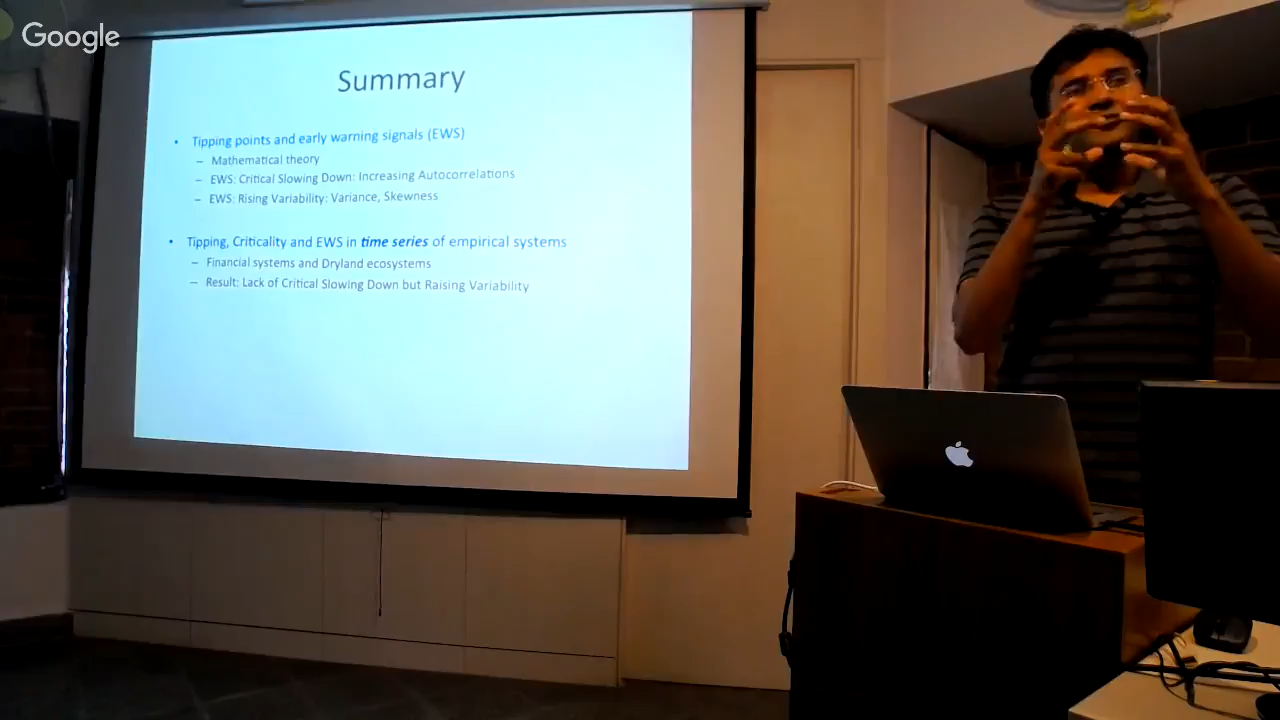 Google
Summary
• Tipping points and early warning signals (EWS)
– Mathematical theory
– EWS: Critical Slowing Down: Increasing Autocorrelations
– EWS: Rising Variability: Variance, Skewness
• Tipping, Criticality and EWS in time series of empirical systems
– Financial systems and Dryland ecosystems
– Result: Lack of Critical Slowing Down but Raising Variability